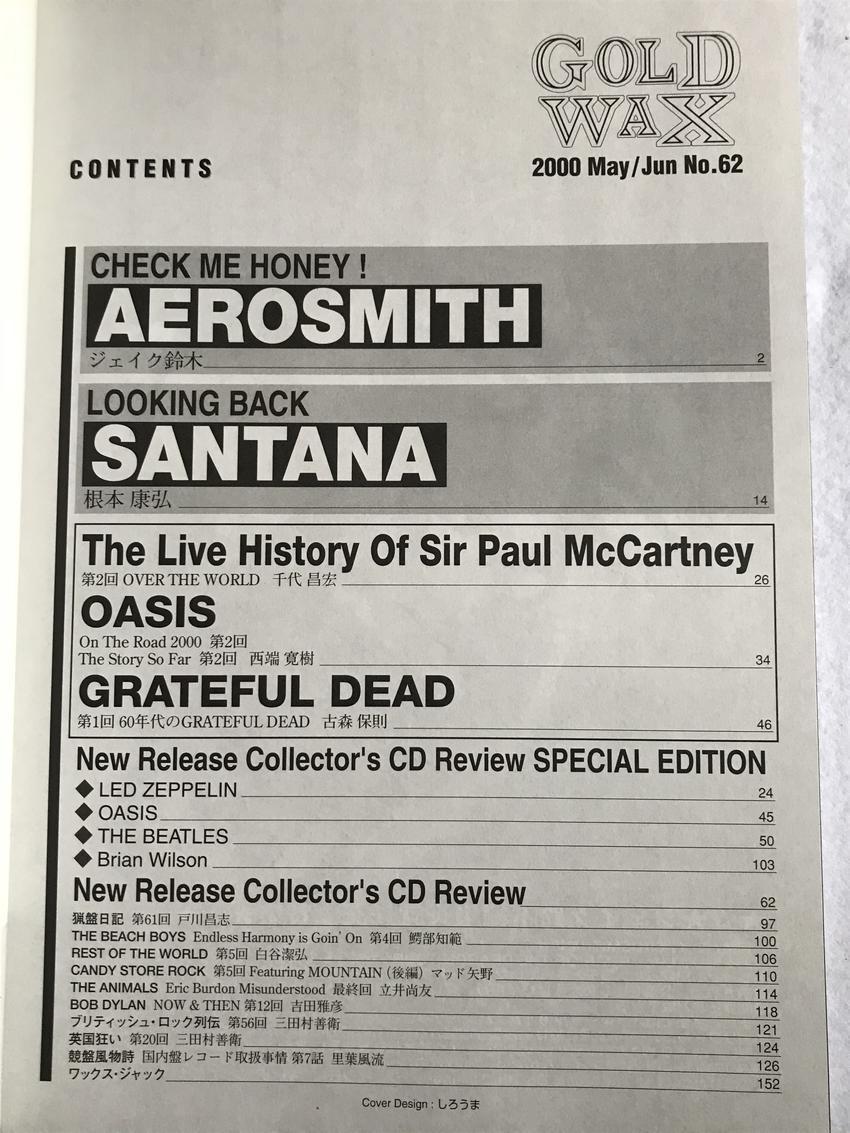 GOLD
WAX
2000 May/Jun No.62
CONTENTS
CHECK ME HONEY !
AEROSMITH
ジェイク鈴木 2
LOOKING BACK
SANTANA
根本 康弘 14
The Live History Of Sir Paul McCartney
第2回 OVER THE WORLD 千代 昌宏 26
OASIS
On The Road 2000 第2回
The Story So Far 第2回 西端 寛樹 34
GRATEFUL DEAD
第1回 60年代のGRATEFUL DEAD 古森 保則 46
New Release Collector's CD Review SPECIAL EDITION
◆ LED ZEPPELIN 24
◆ OASIS 45
◆ THE BEATLES 50
◆ Brian Wilson 103
New Release Collector's CD Review 62
猟盤日記 第61回 戸川昌志 97
THE BEACH BOYS Endless Harmony is Goin' On 第4回 鰐部知範 100
REST OF THE WORLD 第5回 白谷潔弘 106
CANDY STORE ROCK 第5回 Featuring MOUNTAIN (後編) マッド矢野 110
THE ANIMALS Eric Burdon Misunderstood 最終回 立井尚友 114
BOB DYLAN NOW & THEN 第12回 吉田雅彦 118
ブリティッシュ・ロック列伝 第56回 三田村善衛 121
英国狂い 第20回 三田村善衛 124
競盤風物詩 国内盤レコード取扱事情 第7話 里葉風流 126
ワックス・ジャック 152
Cover Design : しろうま